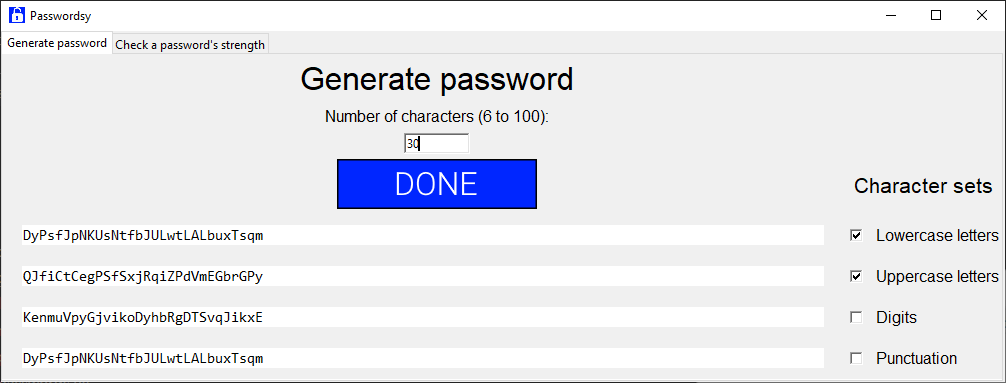 Passwordsy
Generate password Check a password's strength
Generate password
Number of characters (6 to 100):
30
DONE
Character sets
DyPsfJpNKUsNtfbJULwtLALbuxTsqm
Lowercase letters
QJfiCtCegPSfSxjRqiZPdVmEGbrGPy
Uppercase letters
KenmuVpyGjvikoDyhbRgDTSvqJikxE
Digits
DyPsfJpNKUsNtfbJULwtLALbuxTsqm
Punctuation